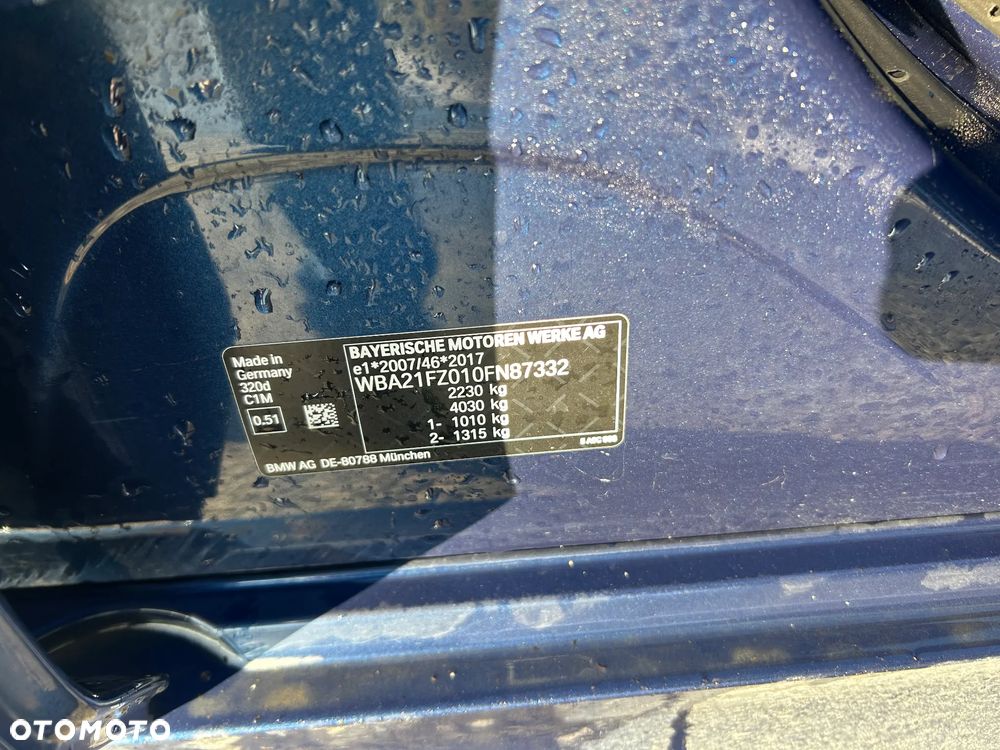 Made in
Germany
320d
C1M
0.51
BAYERISCHE MOTOREN WERKE AG
e1*2007/46*2017
WBA21FZ010FN87332
2230 kg
4030 kg
1- 1010 kg
2- 1315 kg
BMW AG DE-80788 München
OTOMOTO